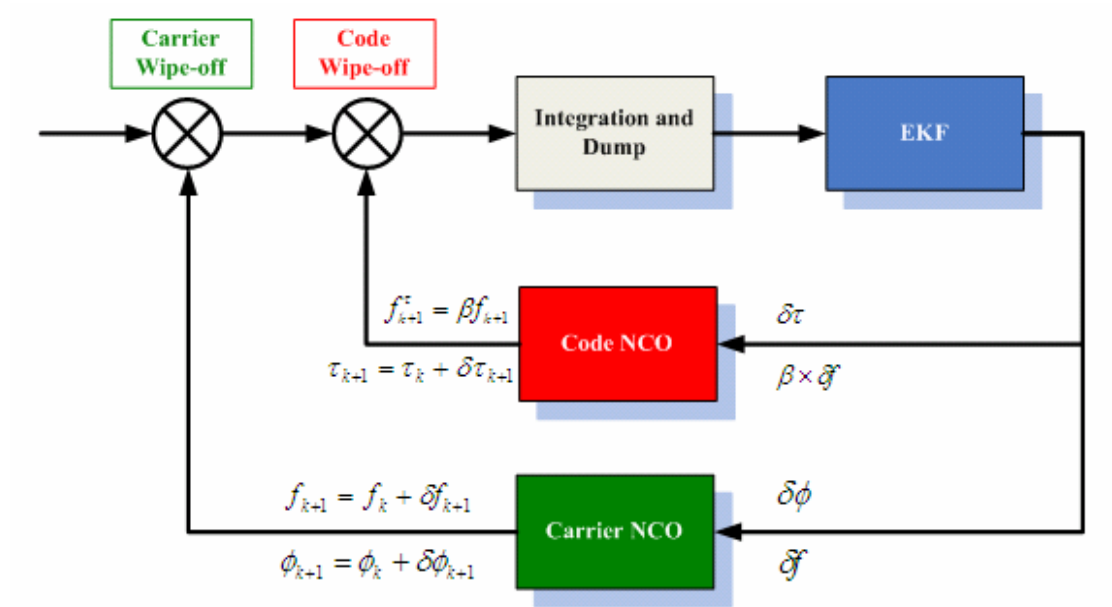 Carrier
Wipe-off
Code
Wipe-off
Integration and
Dump
EKF
f^τ_{k+1} = βf_{k+1}
τ_{k+1} = τ_k + δτ_{k+1}
Code NCO
δτ
β × δf
f_{k+1} = f_k + δf_{k+1}
ϕ_{k+1} = ϕ_k + δϕ_{k+1}
Carrier NCO
δϕ
δf